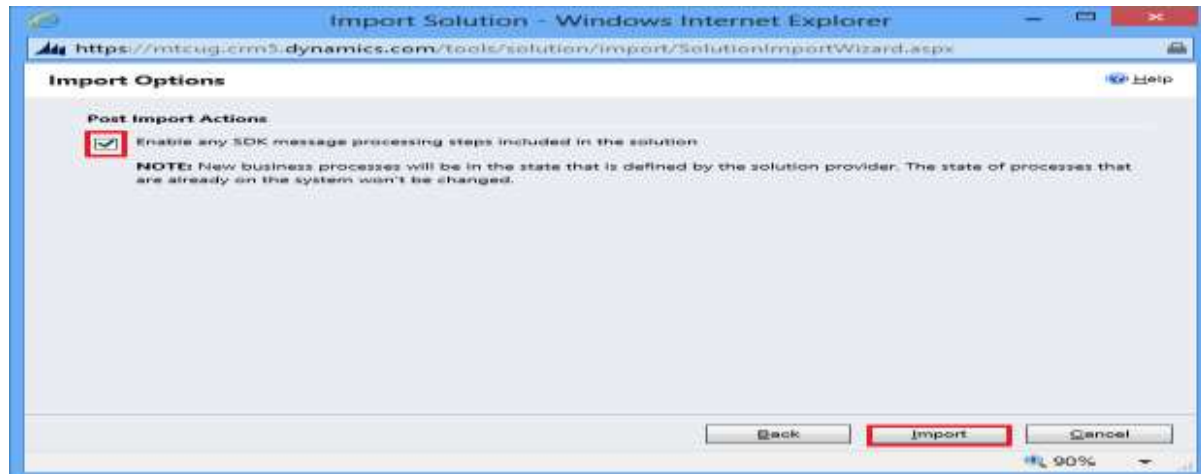 Import Solution - Windows Internet Explorer
https://mtcug.crm5.dynamics.com/tools/solution/import/SolutionImportWizard.aspx
Import Options
Help
Post Import Actions
Enable any SDK message processing steps included in the solution
NOTE: New business processes will be in the state that is defined by the solution provider. The state of processes that
are already on the system won't be changed.
Back Import Cancel
90%